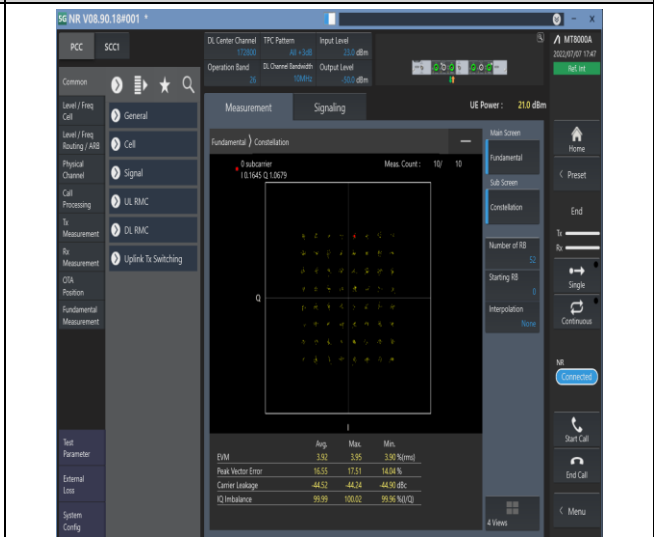 SG NR V08.90.18#001 *
PCC
SCC1
DL Center Channel TPC Pattern Input Level
172800 All +3dB 23.0 dBm
Operation Band DL Channel Bandwidth Output Level
26 10MHz -50.0 dBm
MT8000A
2022/07/07 17:47
Ref. Int
Common
Level / Freq
Cell
Level / Freq
Routing / ARB
Physical
Channel
Call
Processing
Tx
Measurement
Rx
Measurement
OTA
Position
Fundamental
Measurement
Test
Parameter
External
Loss
System
Config
General
Cell
Signal
UL RMC
DL RMC
Uplink Tx Switching
Measurement
Signaling
UE Power : 21.0 dBm
Fundamental Constellation
0 subcarrier Meas. Count : 10/ 10
I 0.1645 Q 1.0679
Q
I
Avg. Max. Min.
EVM 3.92 3.95 3.90 %(rms)
Peak Vector Error 16.55 17.51 14.04 %
Carrier Leakage -44.52 -44.24 -44.90 dBc
IQ Imbalance 99.99 100.02 99.96 %(I/Q)
Main Screen
Fundamental
Sub Screen
Constellation
Number of RB
52
Starting RB
0
Interpolation
None
4 Views
Home
Preset
End
Tx
Rx
Single
Continuous
NR
Connected
Start Call
End Call
Menu